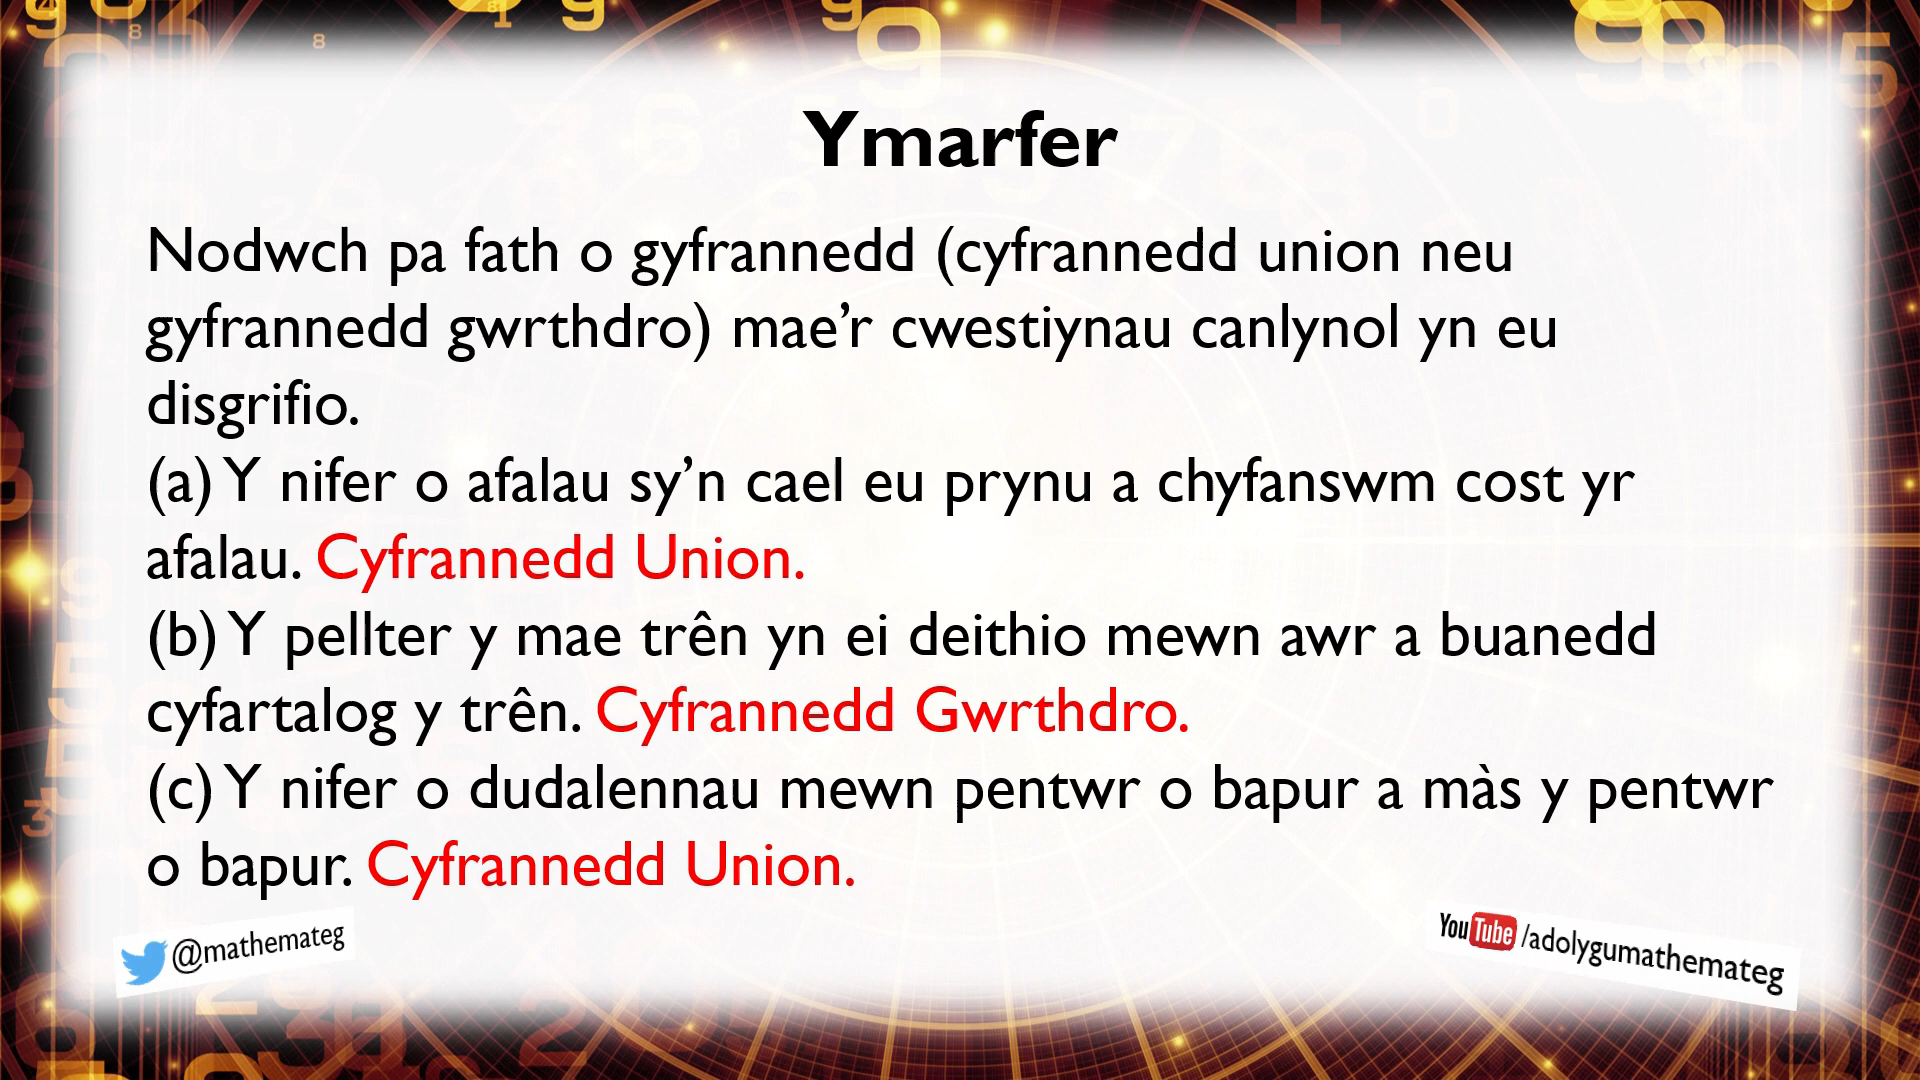 Ymarfer
Nodwch pa fath o gyfrannedd (cyfrannedd union neu
gyfrannedd gwrthdro) mae’r cwestiynau canlynol yn eu
disgrifio.
(a) Y nifer o afalau sy’n cael eu prynu a chyfanswm cost yr
afalau. Cyfrannedd Union.
(b) Y pellter y mae trên yn ei deithio mewn awr a buanedd
cyfartalog y trên. Cyfrannedd Gwrthdro.
(c) Y nifer o dudalennau mewn pentwr o bapur a màs y pentwr
o bapur. Cyfrannedd Union.
@mathemateg
YouTube /adolygumathemateg